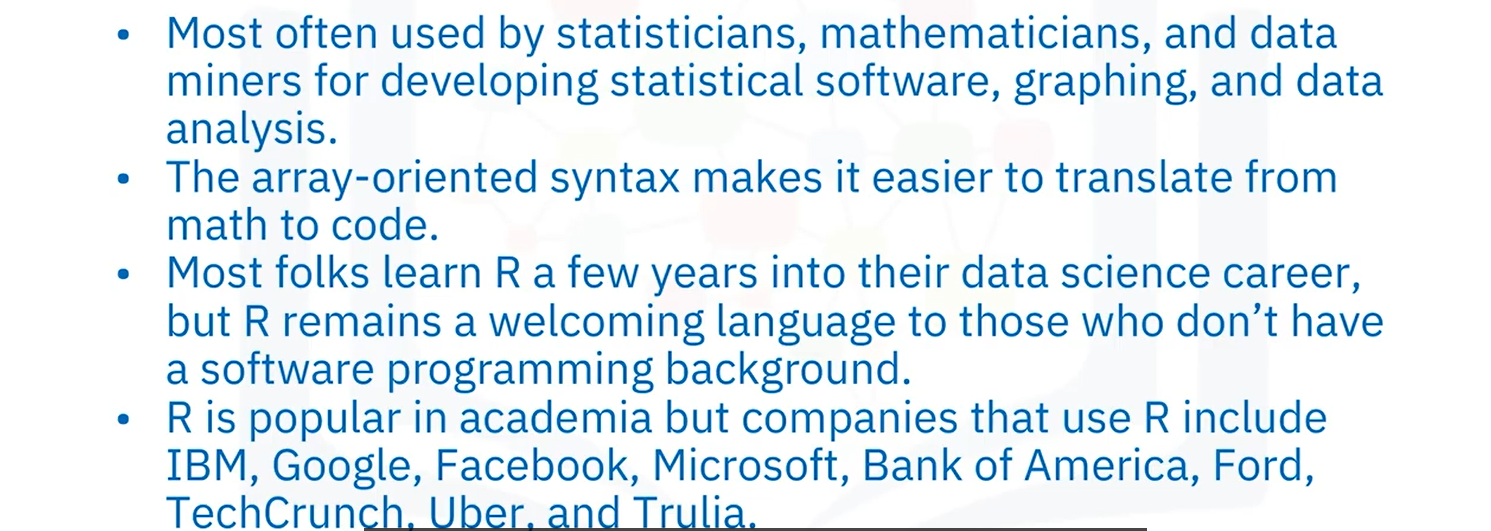 • Most often used by statisticians, mathematicians, and data
miners for developing statistical software, graphing, and data
analysis.
• The array-oriented syntax makes it easier to translate from
math to code.
• Most folks learn R a few years into their data science career,
but R remains a welcoming language to those who don’t have
a software programming background.
• R is popular in academia but companies that use R include
IBM, Google, Facebook, Microsoft, Bank of America, Ford,
TechCrunch, Uber, and Trulia.